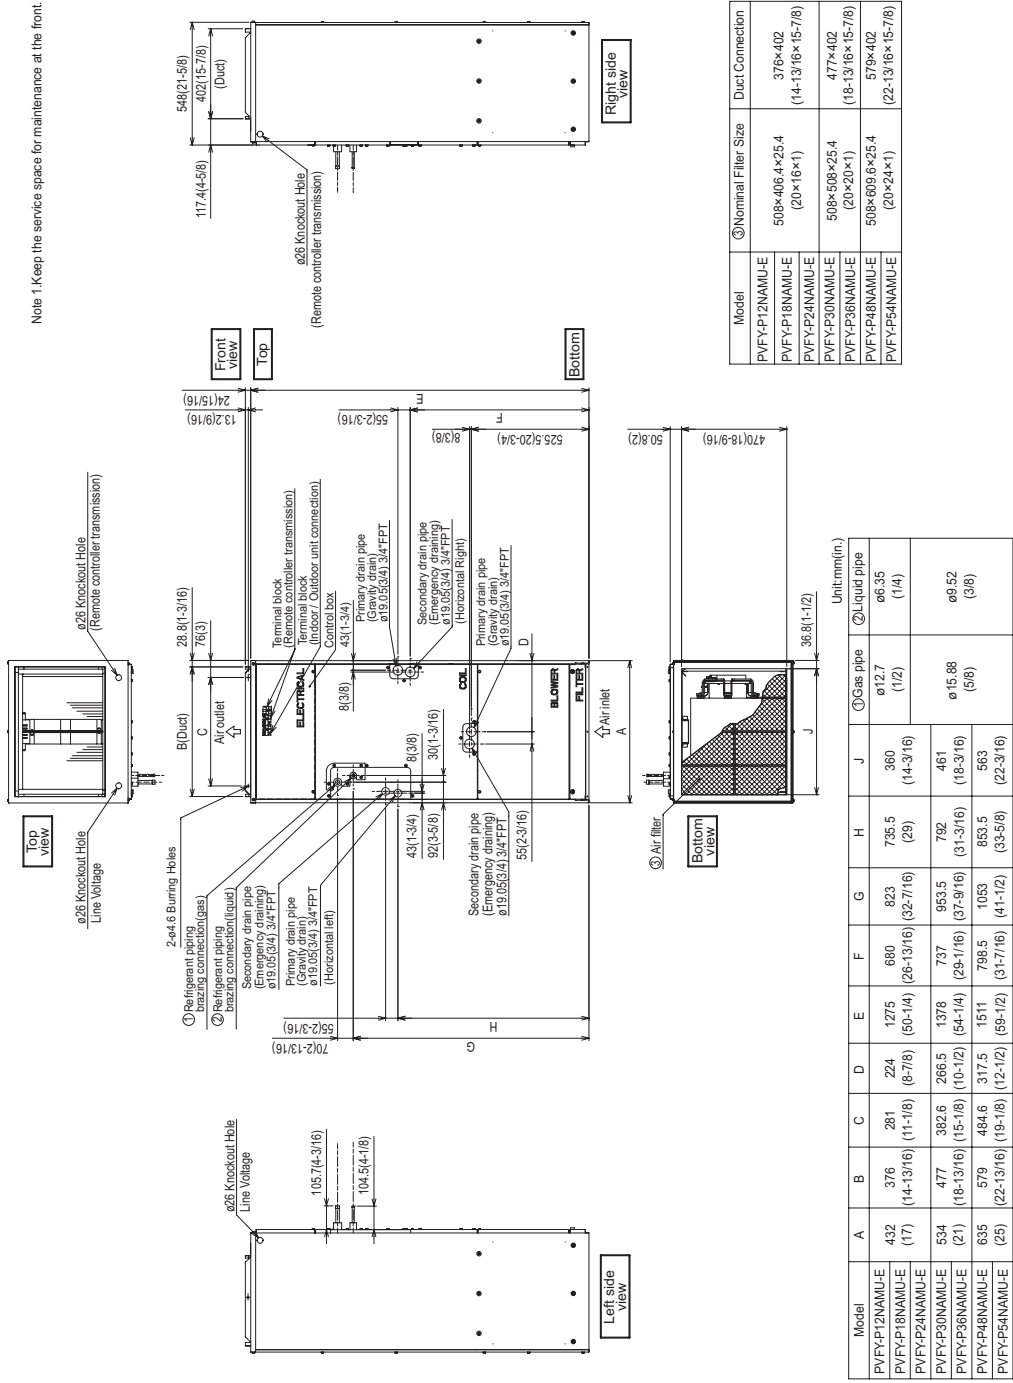 Note 1.Keep the service space for maintenance at the front.
Top
view
ø26 Knockout Hole
Line Voltage
ø26 Knockout Hole
(Remote controller transmission)
Left side
view
ø26 Knockout Hole
Line Voltage
105.7(4-3/16)
104.5(4-1/8)
Front
view
Top
Bottom
28.8(1-3/16)
76(3)
B(Duct)
C
Air outlet
2-ø4.6 Burring Holes
①Refrigerant piping
brazing connection(gas)
②Refrigerant piping
brazing connection(liquid)
Secondary drain pipe
(Emergency draining)
ø19.05(3/4) 3/4"FPT
Primary drain pipe
(Gravity drain)
ø19.05(3/4) 3/4"FPT
(Horizontal left)
55(2-3/16)
70(2-13/16)
H
G
Terminal block
(Remote controller transmission)
Terminal block
(Indoor / Outdoor unit connection)
Control box
43(1-3/4)
8(3/8)
Primary drain pipe
(Gravity drain)
ø19.05(3/4) 3/4"FPT
Secondary drain pipe
(Emergency draining)
ø19.05(3/4) 3/4"FPT
(Horizontal Right)
Primary drain pipe
(Gravity drain)
ø19.05(3/4) 3/4"FPT
D
ELECTRICAL
COIL
BLOWER
FILTER
8(3/8)
30(1-3/16)
43(1-3/4)
92(3-5/8)
Secondary drain pipe
(Emergency draining)
ø19.05(3/4) 3/4"FPT
55(2-3/16)
Air inlet
A
24(15/16)
13.2(9/16)
E
55(2-3/16)
F
8(3/8)
525.5(20-3/4)
Right side
view
548(21-5/8)
402(15-7/8)
(Duct)
117.4(4-5/8)
ø26 Knockout Hole
(Remote controller transmission)
Bottom
view
③Air filter
50.8(2)
470(18-9/16)
36.8(1-1/2)
J
Unit:mm(in.)
Model A B C D E F G H J ①Gas pipe ②Liquid pipe
PVFY-P12NAMU-E
PVFY-P18NAMU-E
PVFY-P24NAMU-E
432 376 281 224 1275 680 823 735.5 360 ø12.7 ø6.35
(17) (14-13/16) (11-1/8) (8-7/8) (50-1/4) (26-13/16) (32-7/16) (29) (14-3/16) (1/2) (1/4)
PVFY-P30NAMU-E
PVFY-P36NAMU-E
534 477 382.6 266.5 1378 737 953.5 792 461 ø15.88 ø9.52
(21) (18-13/16) (15-1/8) (10-1/2) (54-1/4) (29-1/16) (37-9/16) (31-3/16) (18-3/16) (5/8) (3/8)
PVFY-P48NAMU-E
PVFY-P54NAMU-E
635 579 484.6 317.5 1511 798.5 1053 853.5 563
(25) (22-13/16) (19-1/8) (12-1/2) (59-1/2) (31-7/16) (41-1/2) (33-5/8) (22-3/16)
Model ③Nominal Filter Size Duct Connection
PVFY-P12NAMU-E
PVFY-P18NAMU-E
PVFY-P24NAMU-E
508×406.4×25.4 376×402
(20×16×1) (14-13/16×15-7/8)
PVFY-P30NAMU-E 508×508×25.4 477×402
PVFY-P36NAMU-E (20×20×1) (18-13/16×15-7/8)
PVFY-P48NAMU-E 508×609.6×25.4 579×402
PVFY-P54NAMU-E (20×24×1) (22-13/16×15-7/8)